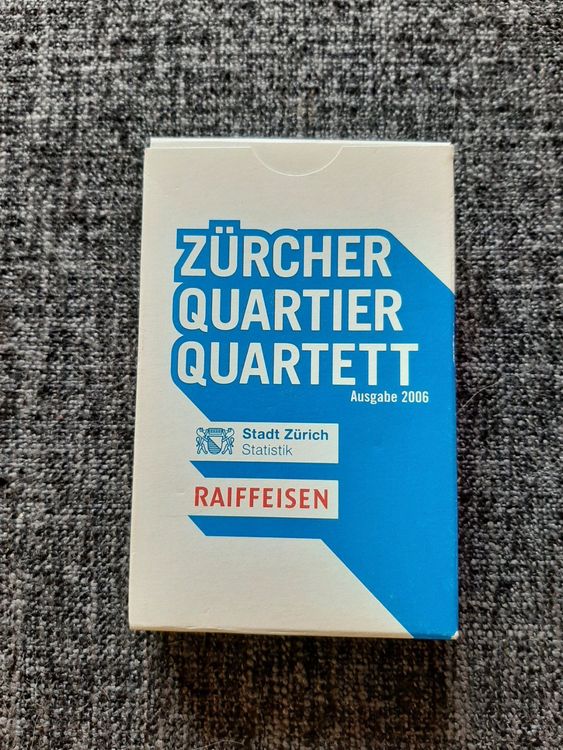 ZÜRCHER
QUARTIER
QUARTETT
Ausgabe 2006
Stadt Zürich
Statistik
RAIFFEISEN